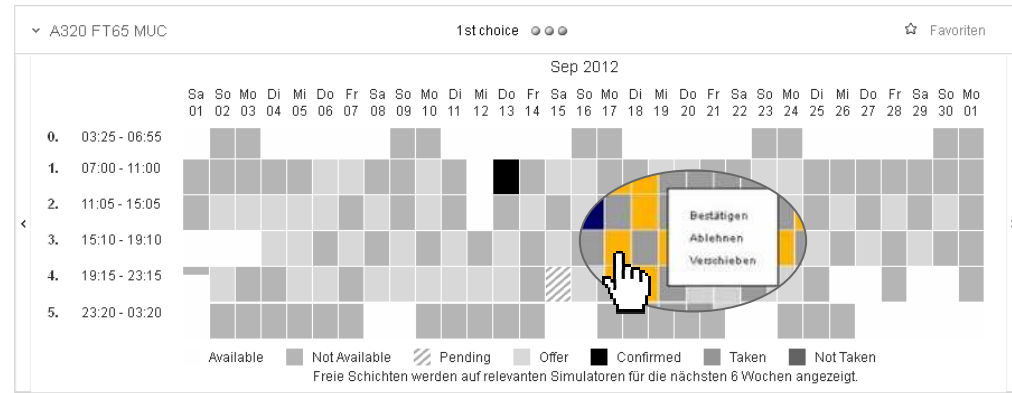 A320 FT65 MUC 1st choice Favoriten
Sep 2012
Sa So Mo Di Mi Do Fr Sa So Mo Di Mi Do Fr Sa So Mo Di Mi Do Fr Sa So Mo Di Mi Do Fr Sa So Mo
01 02 03 04 05 06 07 08 09 10 11 12 13 14 15 16 17 18 19 20 21 22 23 24 25 26 27 28 29 30 01
0. 03:25 - 06:55
1. 07:00 - 11:00
2. 11:05 - 15:05
3. 15:10 - 19:10
4. 19:15 - 23:15
5. 23:20 - 03:20
Bestätigen
Ablehnen
Verschieben
Available Not Available Pending Offer Confirmed Taken Not Taken
Freie Schichten werden auf relevanten Simulatoren für die nächsten 6 Wochen angezeigt.